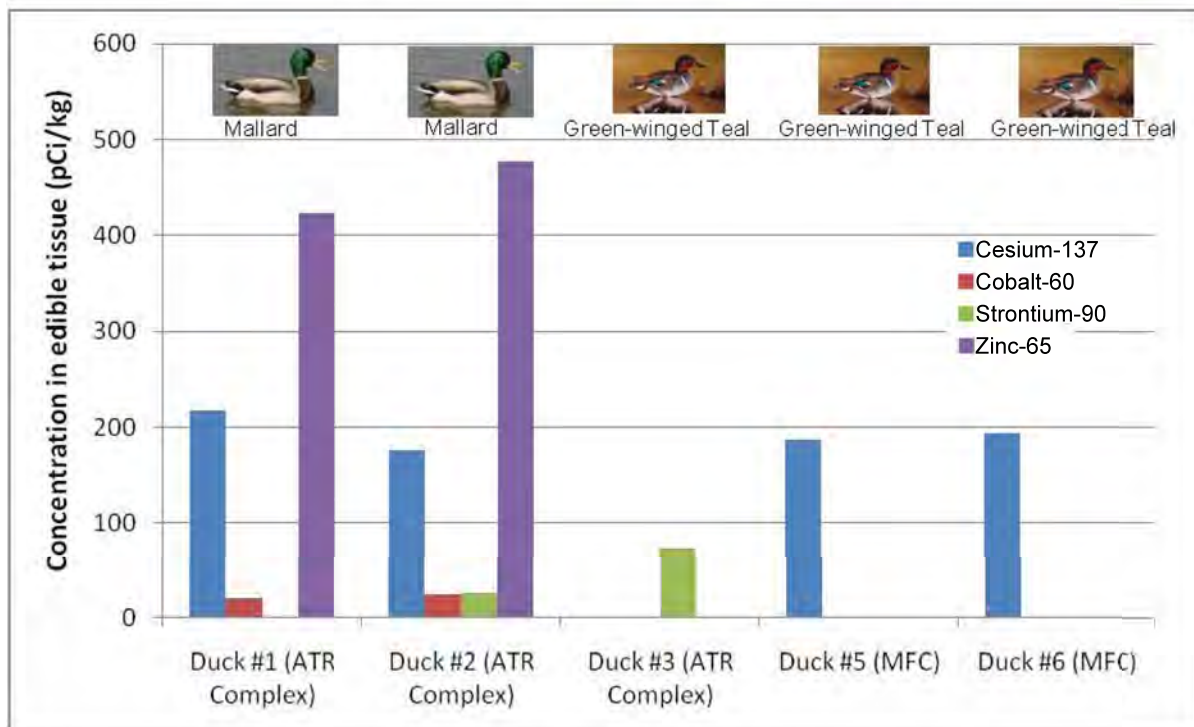 600
500
400
300
200
100
0
Concentration in edible tissue (pCi/kg)
Mallard
Mallard
Green-winged Teal
Green-winged Teal
Green-winged Teal
Cesium-137
Cobalt-60
Strontium-90
Zinc-65
Duck #1 (ATR
Complex)
Duck #2 (ATR
Complex)
Duck #3 (ATR
Complex)
Duck #5 (MFC)
Duck #6 (MFC)